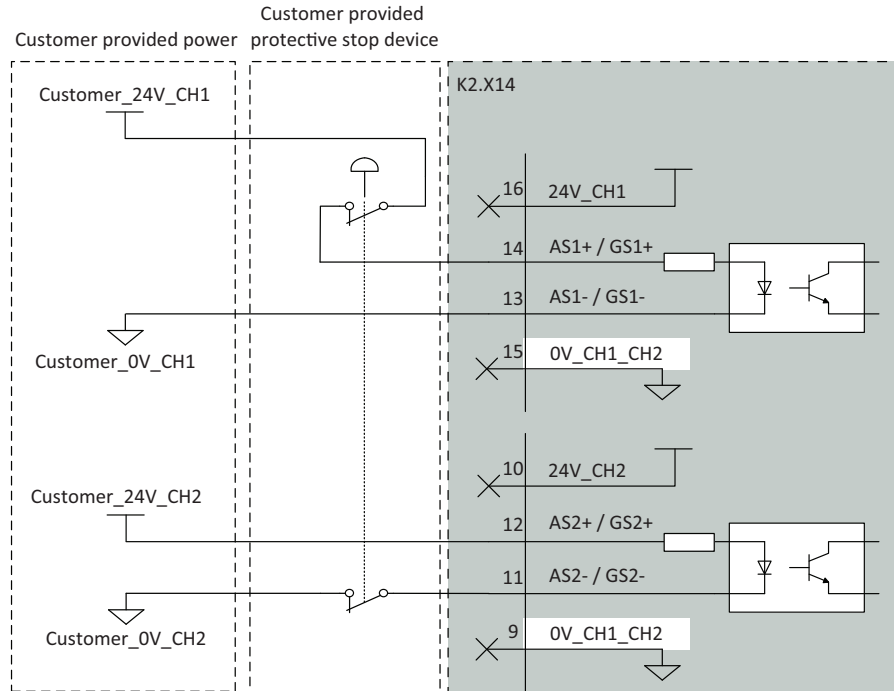 Customer provided power
Customer provided
protective stop device
K2.X14
Customer_24V_CH1
16 24V_CH1
14 AS1+ / GS1+
13 AS1- / GS1-
Customer_0V_CH1
15 0V_CH1_CH2
10 24V_CH2
Customer_24V_CH2
12 AS2+ / GS2+
11 AS2- / GS2-
Customer_0V_CH2
9 0V_CH1_CH2